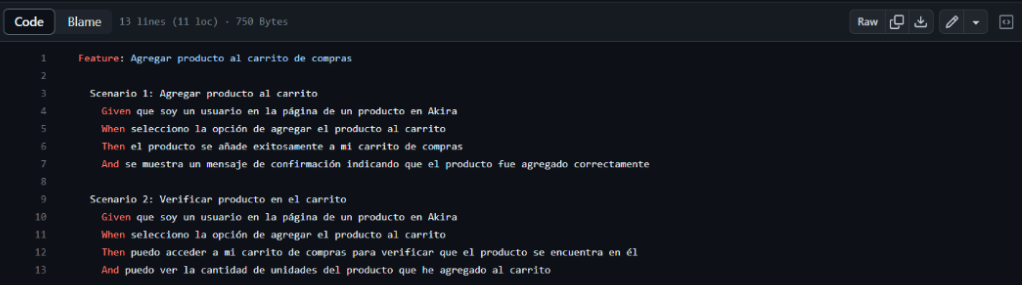 Code Blame 13 lines (11 loc) · 750 Bytes Raw
1 Feature: Agregar producto al carrito de compras
2
3 Scenario 1: Agregar producto al carrito
4 Given que soy un usuario en la página de un producto en Akira
5 When selecciono la opción de agregar el producto al carrito
6 Then el producto se añade exitosamente a mi carrito de compras
7 And se muestra un mensaje de confirmación indicando que el producto fue agregado correctamente
8
9 Scenario 2: Verificar producto en el carrito
10 Given que soy un usuario en la página de un producto en Akira
11 When selecciono la opción de agregar el producto al carrito
12 Then puedo acceder a mi carrito de compras para verificar que el producto se encuentra en él
13 And puedo ver la cantidad de unidades del producto que he agregado al carrito